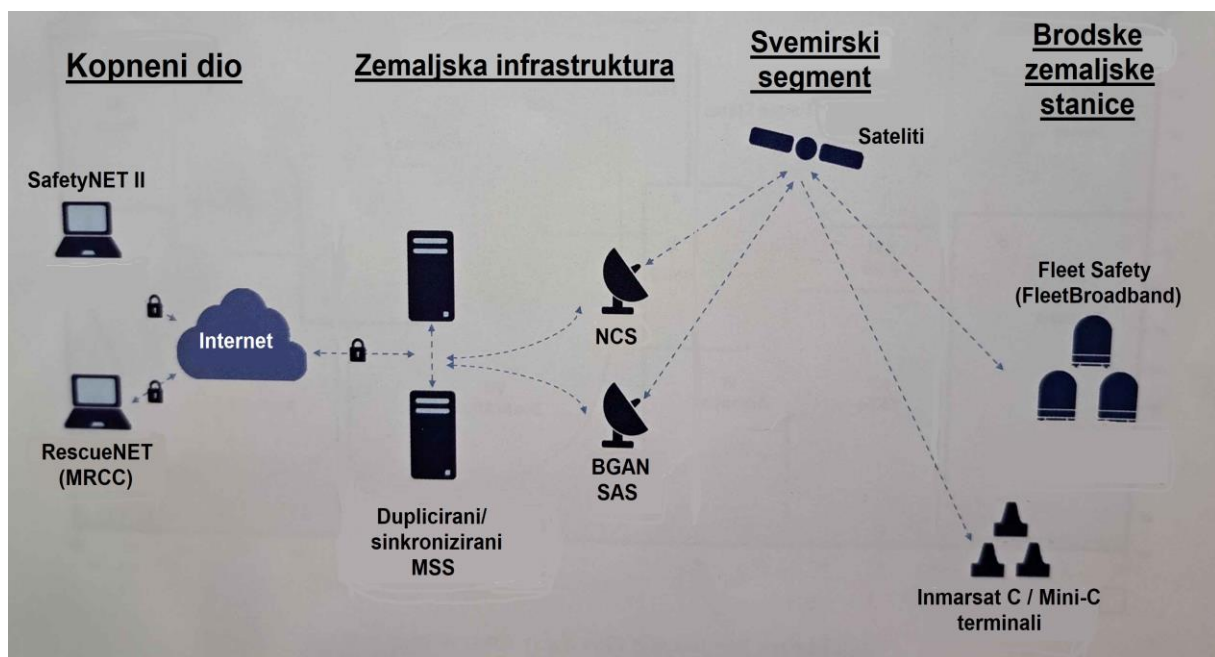 Kopneni dio
Zemaljska infrastruktura
Svemirski
segment
Brodske
zemaljske
stanice
SafetyNET II
Internet
RescueNET
(MRCC)
Duplicirani/
sinkronizirani
MSS
NCS
BGAN
SAS
Sateliti
Fleet Safety
(FleetBroadband)
Inmarsat C / Mini-C
terminali